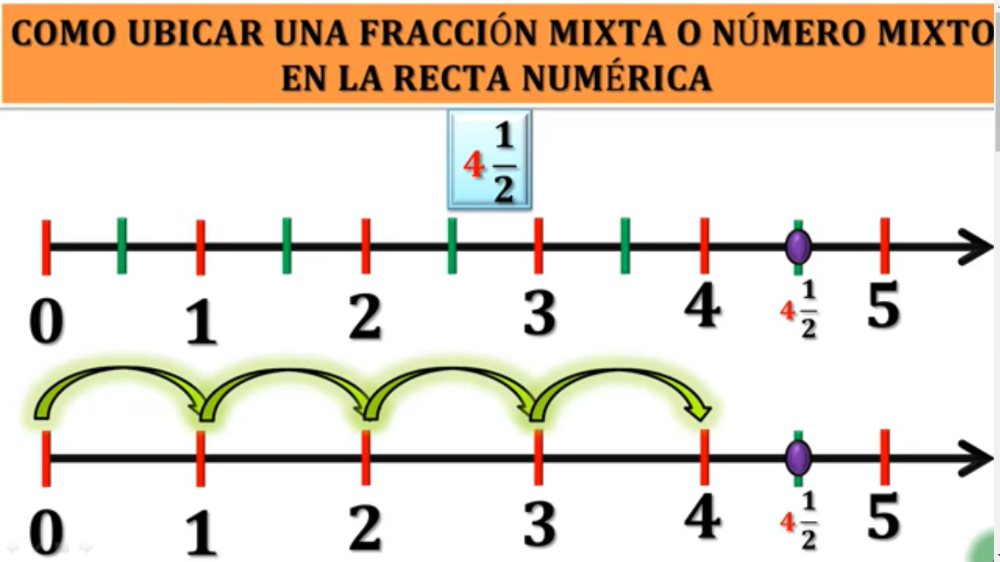 COMO UBICAR UNA FRACCIÓN MIXTA O NÚMERO MIXTO
EN LA RECTA NUMÉRICA
4 1/2
0 1 2 3 4 4 1/2 5
0 1 2 3 4 4 1/2 5